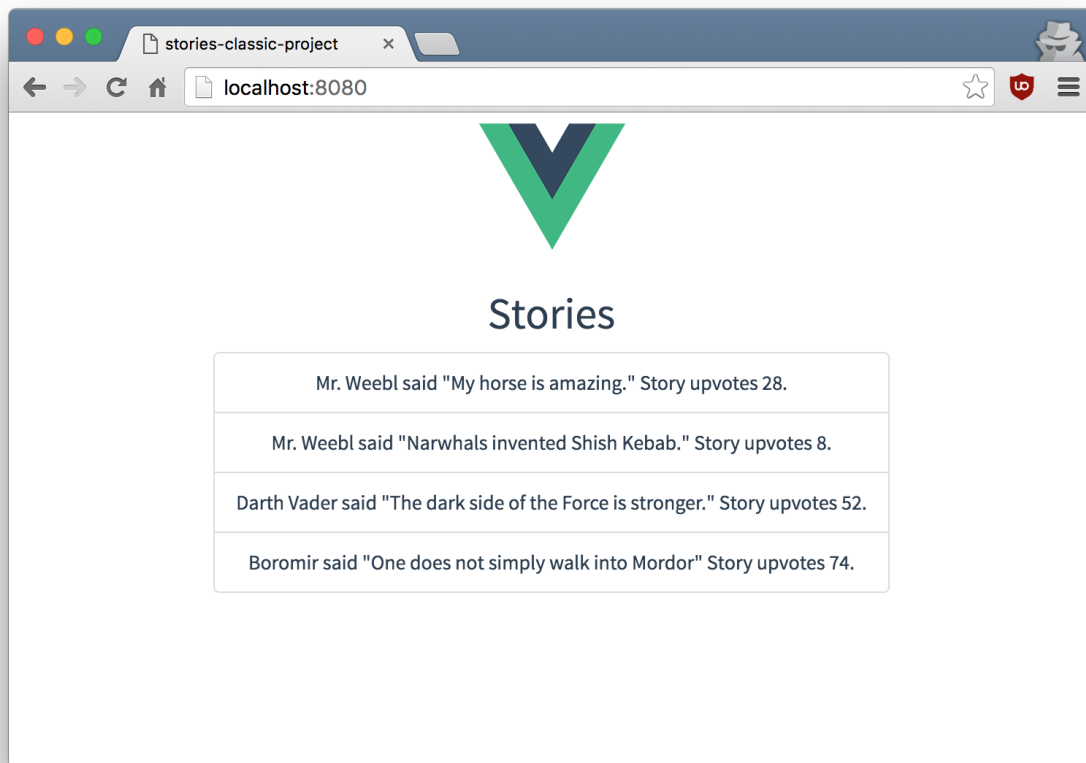 stories-classic-project
localhost:8080
Stories
Mr. Weebl said "My horse is amazing." Story upvotes 28.
Mr. Weebl said "Narwhals invented Shish Kebab." Story upvotes 8.
Darth Vader said "The dark side of the Force is stronger." Story upvotes 52.
Boromir said "One does not simply walk into Mordor" Story upvotes 74.